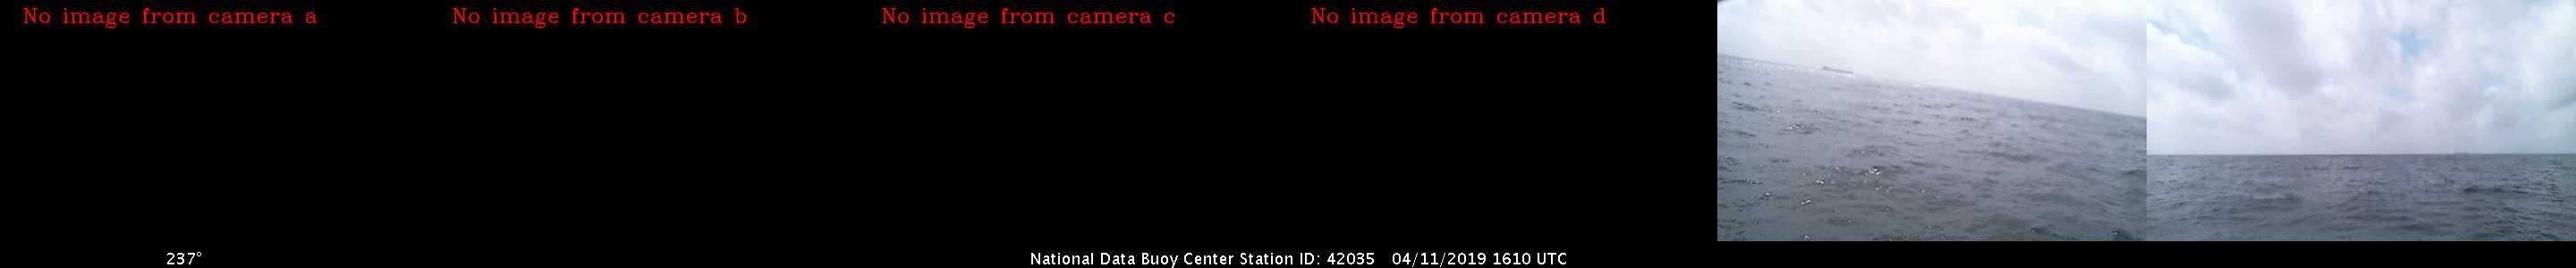 No image from camera a
No image from camera b
No image from camera c
No image from camera d
237°
National Data Buoy Center Station ID: 42035 04/11/2019 1610 UTC